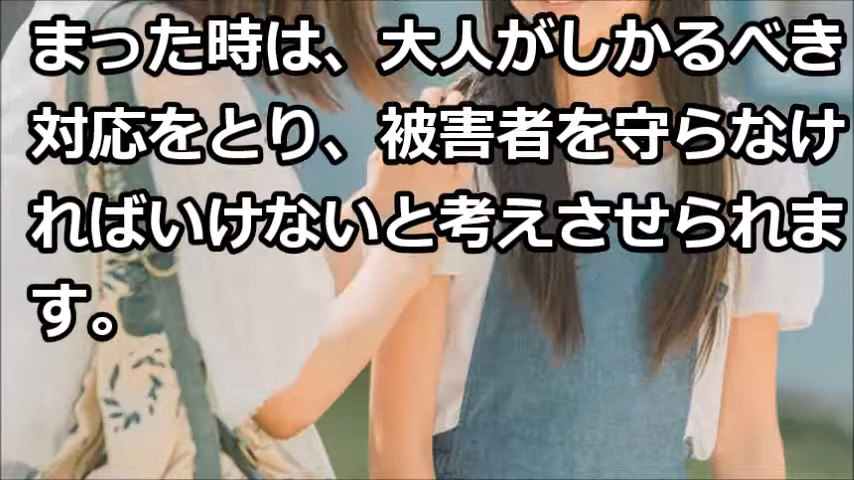 まった時は、大人がしかるべき
対応をとり、被害者を守らなけ
ればいけないと考えさせられま
す。